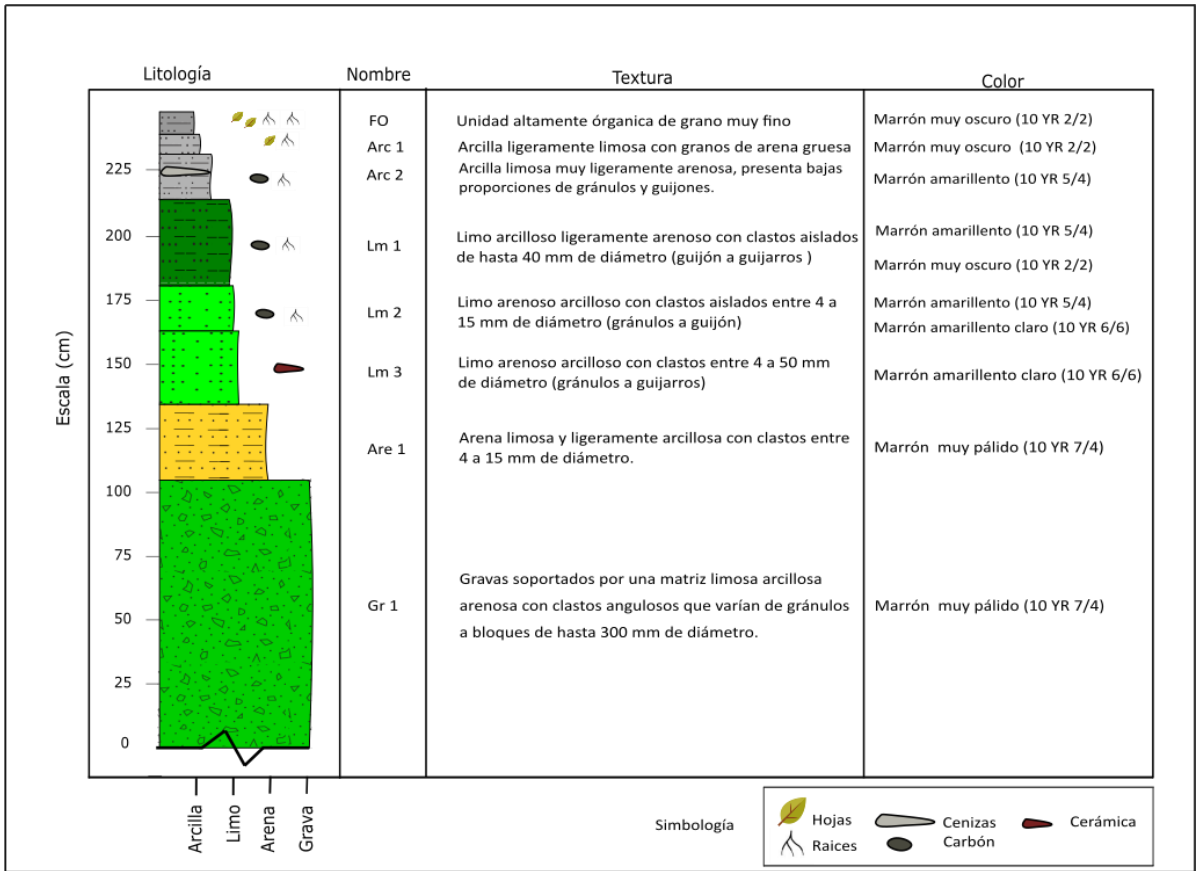 Litología
Nombre
Textura
Color
FO
Unidad altamente órganica de grano muy fino
Marrón muy oscuro (10 YR 2/2)
Arc 1
Arcilla ligeramente limosa con granos de arena gruesa
Marrón muy oscuro (10 YR 2/2)
Arc 2
Arcilla limosa muy ligeramente arenosa, presenta bajas
proporciones de gránulos y guijones.
Marrón amarillento (10 YR 5/4)
Lm 1
Limo arcilloso ligeramente arenoso con clastos aislados
de hasta 40 mm de diámetro (guijón a guijarros )
Marrón amarillento (10 YR 5/4)
Marrón muy oscuro (10 YR 2/2)
Lm 2
Limo arenoso arcilloso con clastos aislados entre 4 a
15 mm de diámetro (gránulos a guijón)
Marrón amarillento (10 YR 5/4)
Marrón amarillento claro (10 YR 6/6)
Lm 3
Limo arenoso arcilloso con clastos entre 4 a 50 mm
de diámetro (gránulos a guijarros)
Marrón amarillento claro (10 YR 6/6)
Are 1
Arena limosa y ligeramente arcillosa con clastos entre
4 a 15 mm de diámetro.
Marrón muy pálido (10 YR 7/4)
Gr 1
Gravas soportados por una matriz limosa arcillosa
arenosa con clastos angulosos que varían de gránulos
a bloques de hasta 300 mm de diámetro.
Marrón muy pálido (10 YR 7/4)
Escala (cm)
225
200
175
150
125
100
75
50
25
0
Arcilla
Limo
Arena
Grava
Simbología
Hojas
Cenizas
Cerámica
Raices
Carbón